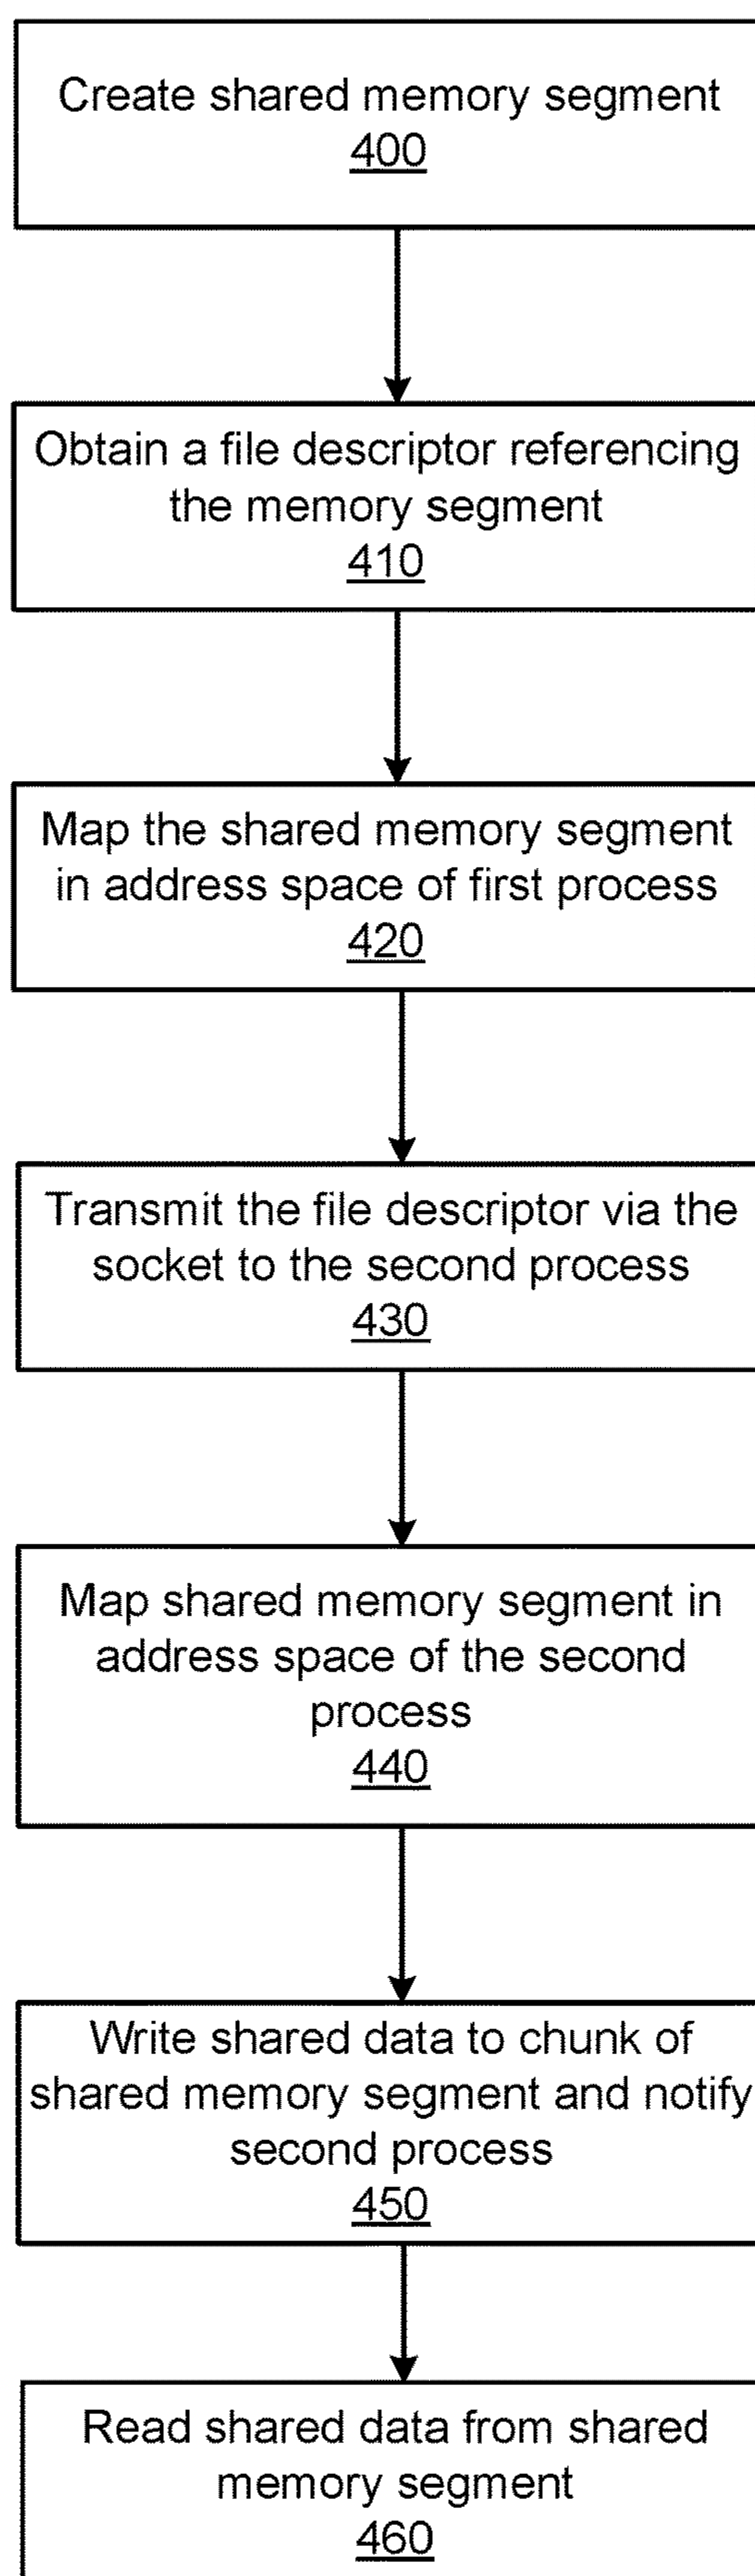 Create shared memory segment
400
Obtain a file descriptor referencing
the memory segment
410
Map the shared memory segment
in address space of first process
420
Transmit the file descriptor via the
socket to the second process
430
Map shared memory segment in
address space of the second
process
440
Write shared data to chunk of
shared memory segment and notify
second process
450
Read shared data from shared
memory segment
460